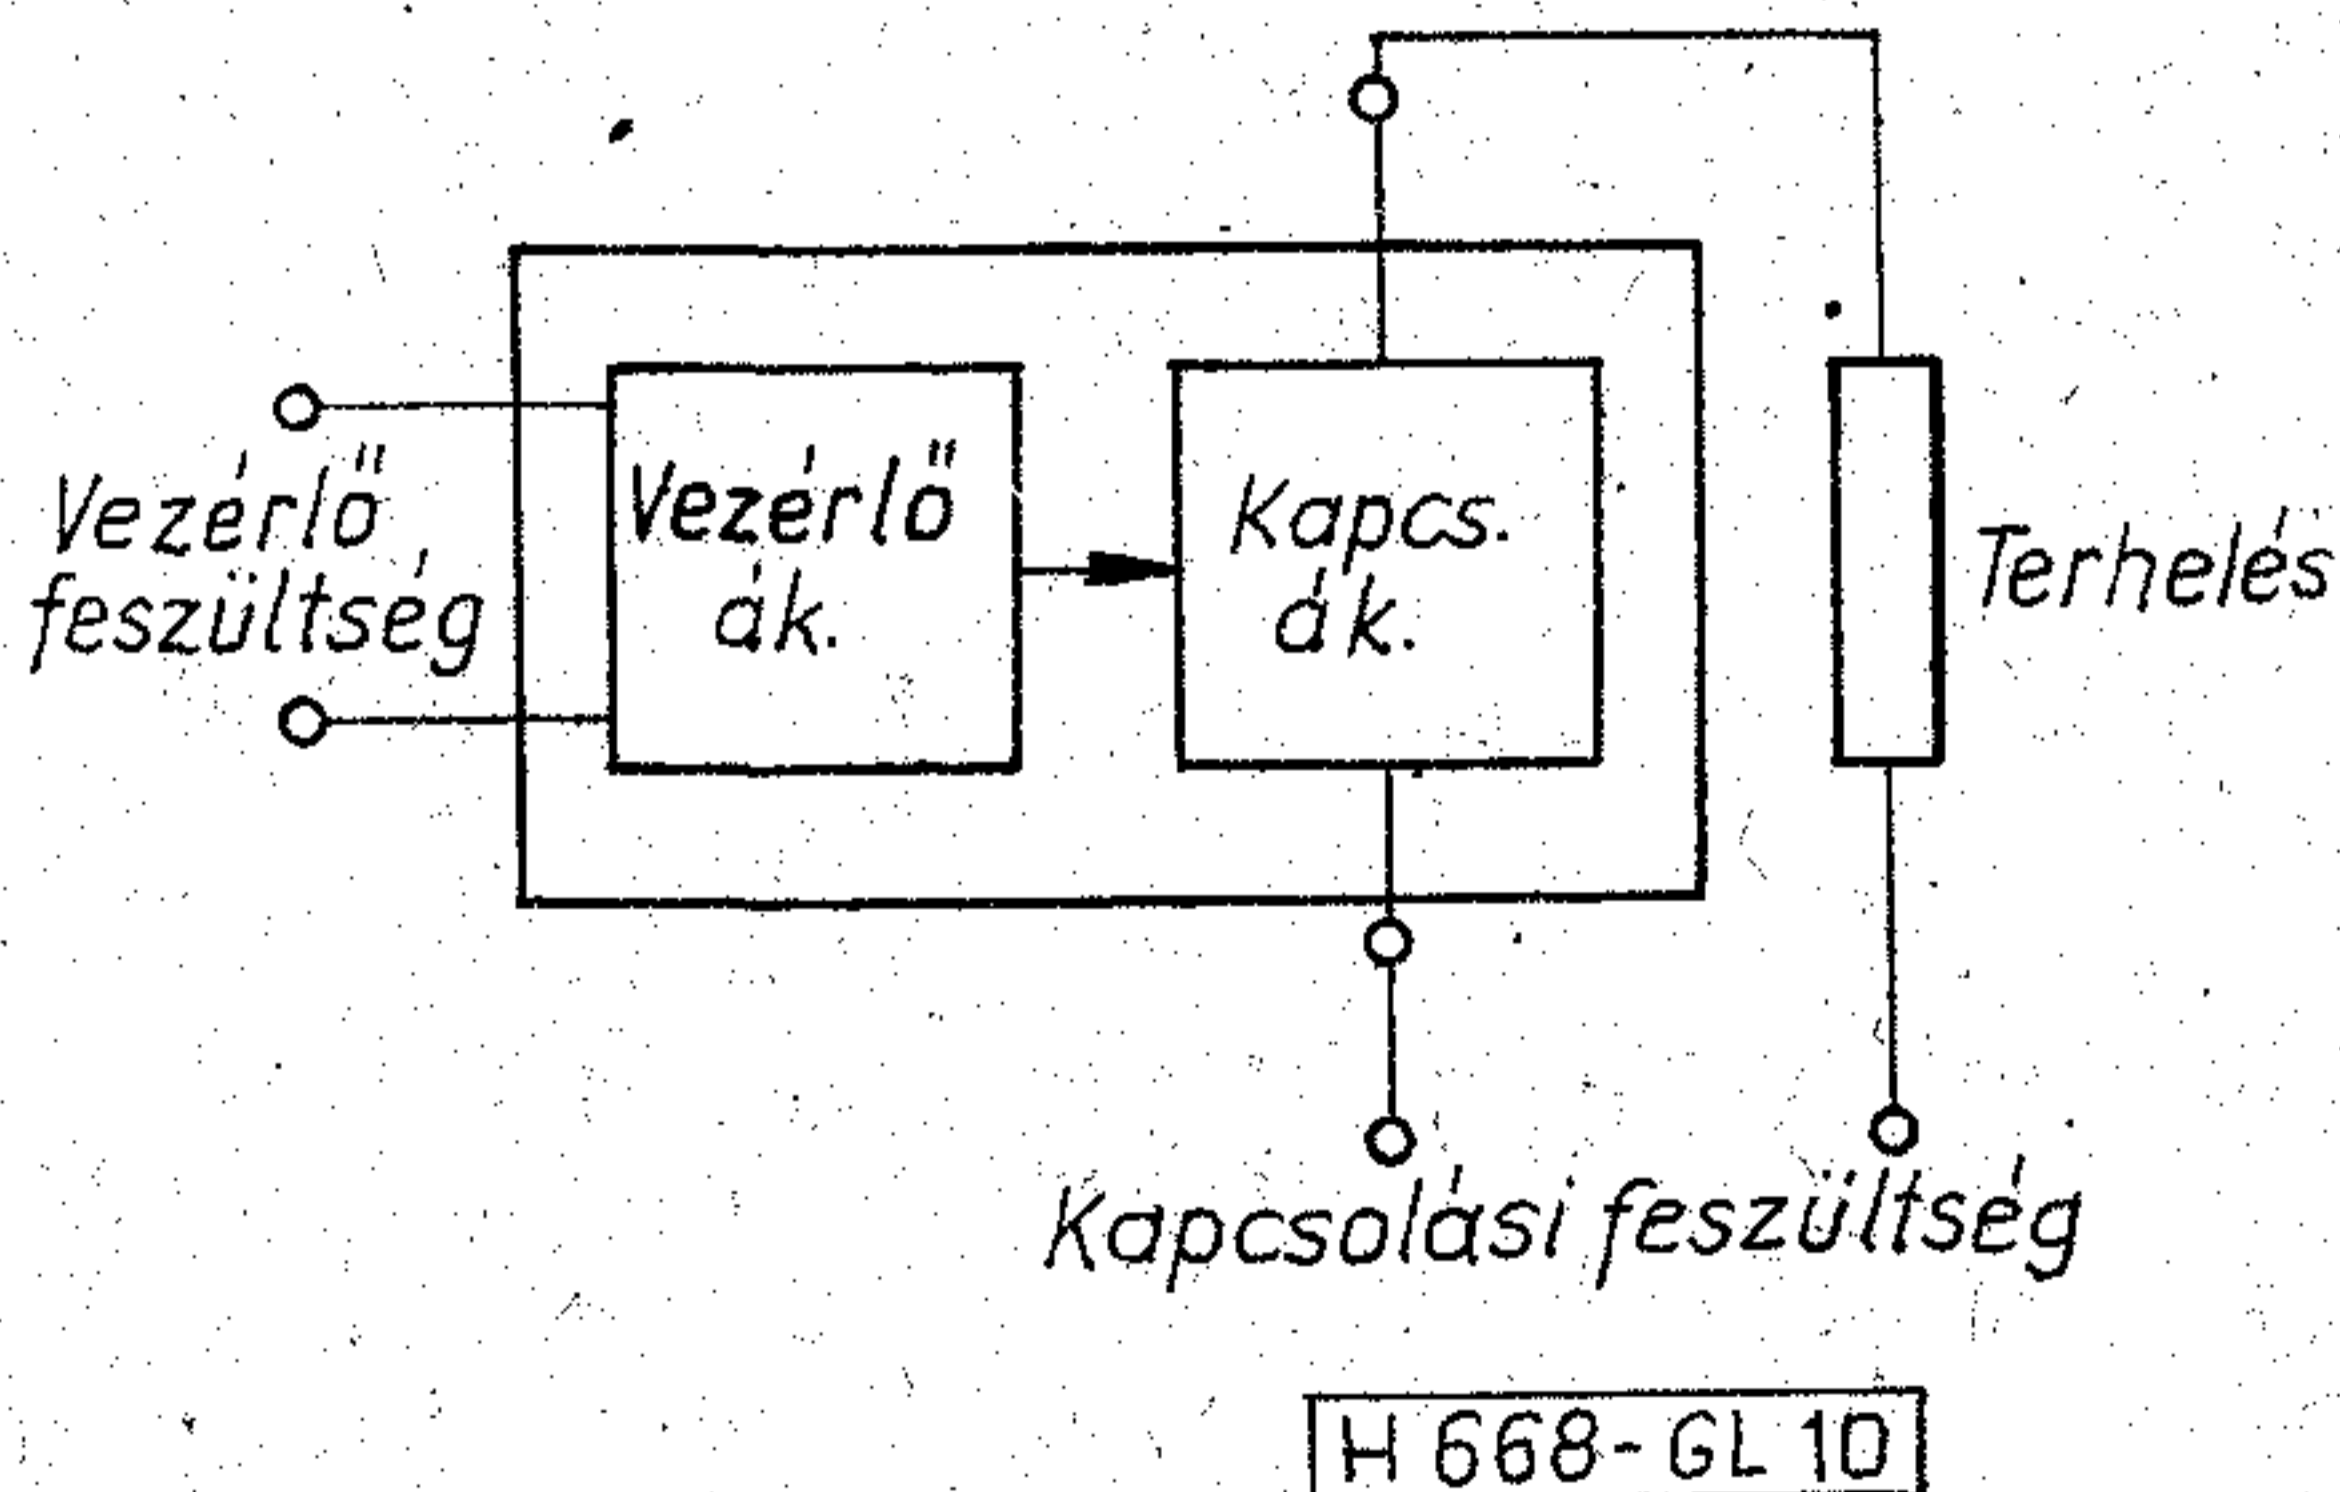 Vezérlő
feszültség
Vezérlő
ák.
Kapcs.
ák.
Terhelés
Kapcsolási feszültség
H 668-GL 10